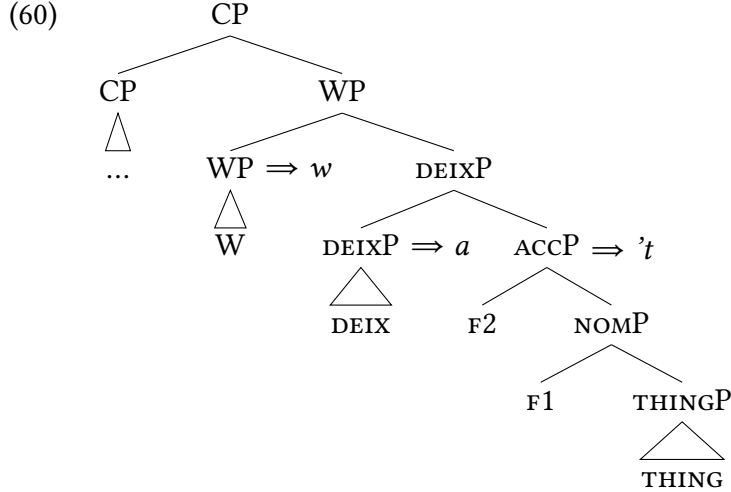 (60) CP
CP WP
... WP ⇒ w DEIXP
W DEIXP ⇒ a ACCP ⇒ 't
DEIX F2 NOMP
F1 THINGP
THING